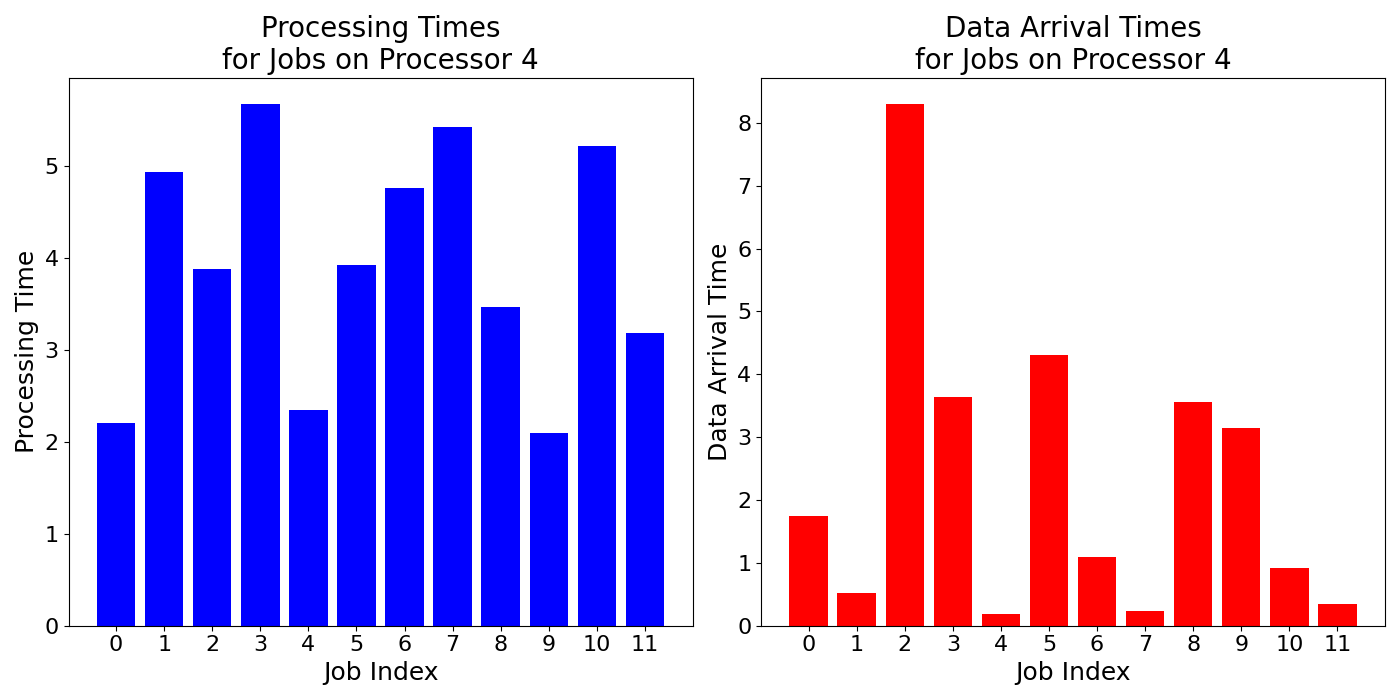 Processing Times
for Jobs on Processor 4
Processing Time
5
4
3
2
1
0
0 1 2 3 4 5 6 7 8 9 10 11
Job Index
Data Arrival Times
for Jobs on Processor 4
Data Arrival Time
8
7
6
5
4
3
2
1
0
0 1 2 3 4 5 6 7 8 9 10 11
Job Index